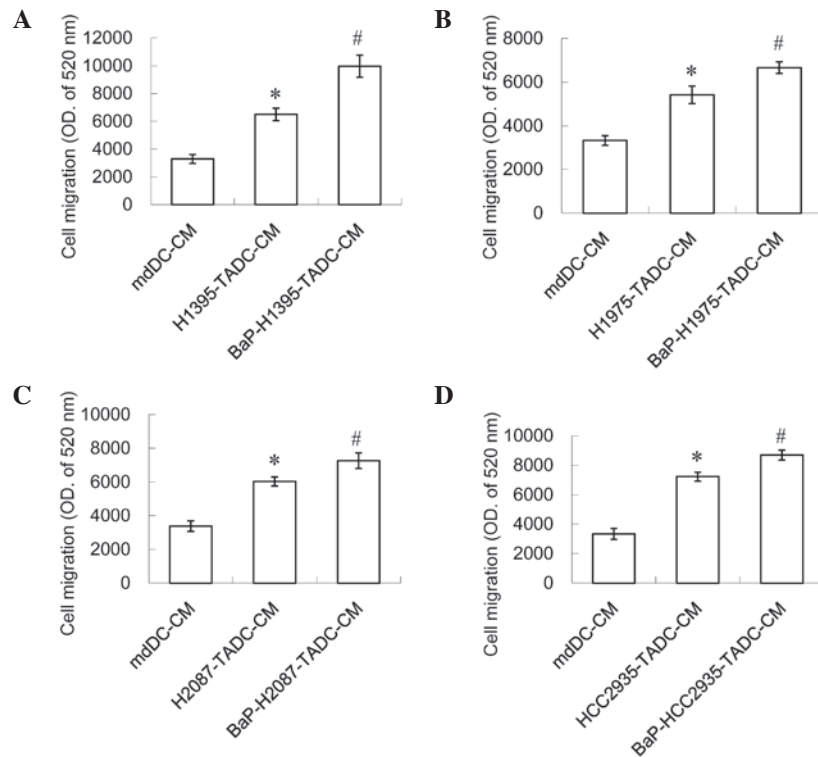 A
Cell migration (OD. of 520 nm)
12000
10000
8000
6000
4000
2000
0
*
#
mdDC-CM
H1395-TADC-CM
BaP-H1395-TADC-CM
B
Cell migration (OD. of 520 nm)
8000
6000
4000
2000
0
*
#
mdDC-CM
H1975-TADC-CM
BaP-H1975-TADC-CM
C
Cell migration (OD. of 520 nm)
10000
8000
6000
4000
2000
0
*
#
mdDC-CM
H2087-TADC-CM
BaP-H2087-TADC-CM
D
Cell migration (OD. of 520 nm)
10000
8000
6000
4000
2000
0
*
#
mdDC-CM
HCC2935-TADC-CM
BaP-HCC2935-TADC-CM